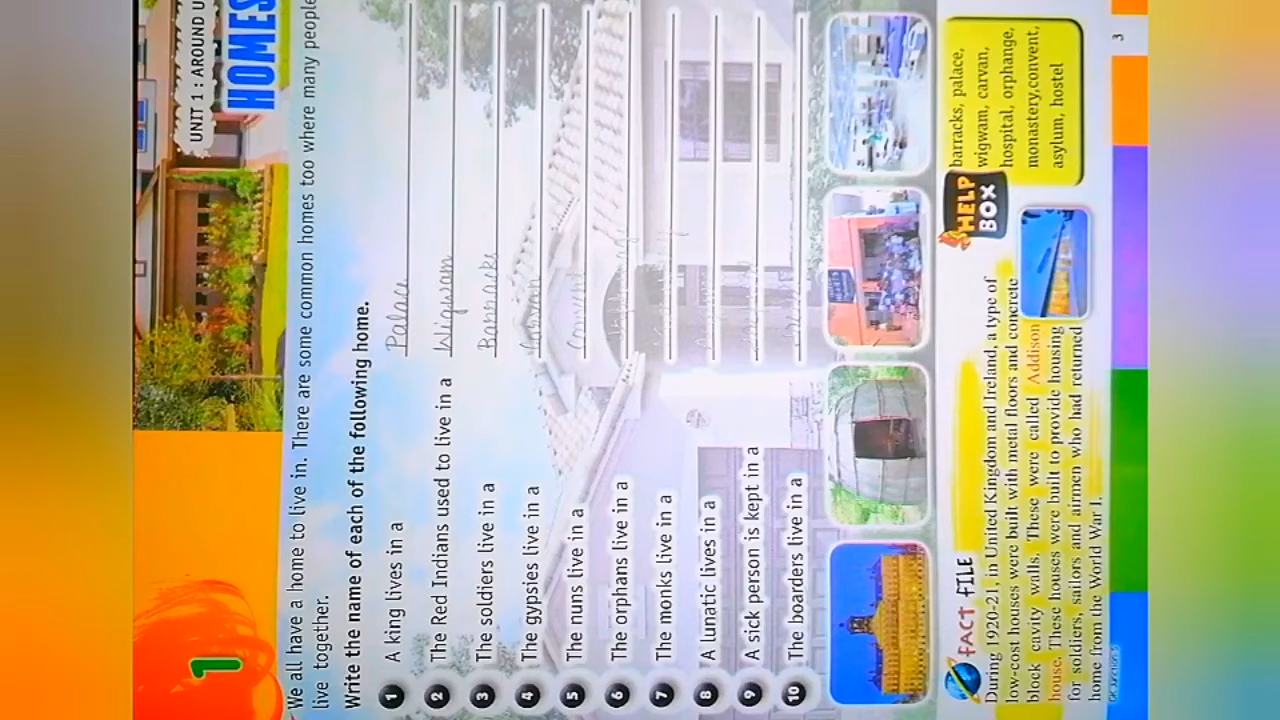 1
UNIT 1 : AROUND U
HOMES
We all have a home to live in. There are some common homes too where many people
live together.
Write the name of each of the following home.
1 A king lives in a Palace
2 The Red Indians used to live in a Wigwam
3 The soldiers live in a Barracks
4 The gypsies live in a
5 The nuns live in a Convent
6 The orphans live in a
7 The monks live in a
8 A lunatic lives in a
9 A sick person is kept in a
10 The boarders live in a
FACT FILE
During 1920-21, in United Kingdom and Ireland, a type of
low-cost houses were built with metal floors and concrete
block cavity walls. These were called Addison
house. These houses were built to provide housing
for soldiers, sailors and airmen who had returned
home from the World War I.
HELP
BOX
barracks, palace,
wigwam, carvan,
hospital, orphange,
monastery,convent,
asylum, hostel
3